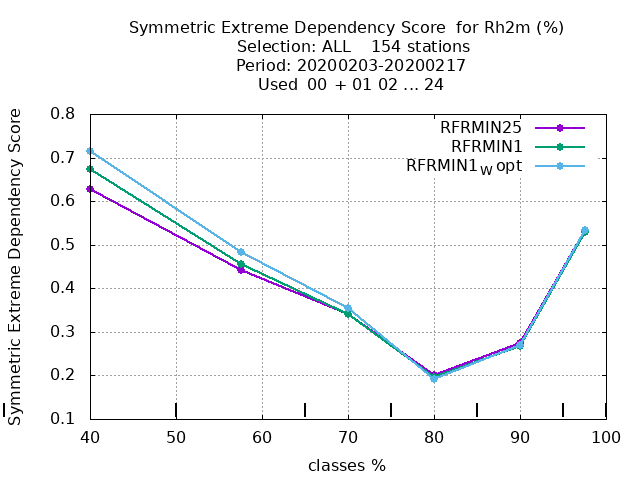 Symmetric Extreme Dependency Score for Rh2m (%)
Selection: ALL 154 stations
Period: 20200203-20200217
Used 00 + 01 02 ... 24
Symmetric Extreme Dependency Score
0.8
0.7
0.6
0.5
0.4
0.3
0.2
0.1
RFRMIN25
RFRMIN1
RFRMIN1W opt
40 50 60 70 80 90 100
classes %